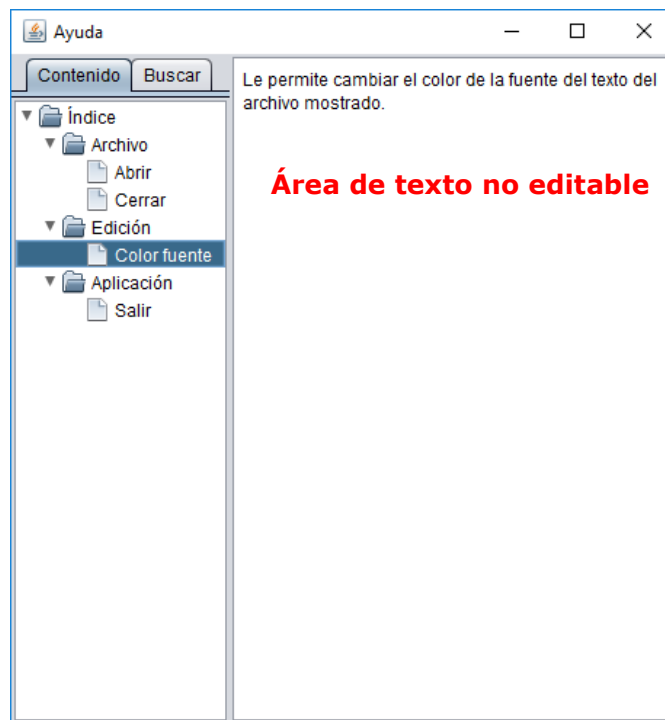 Ayuda
Contenido
Buscar
Índice
Archivo
Abrir
Cerrar
Edición
Color fuente
Aplicación
Salir
Le permite cambiar el color de la fuente del texto del
archivo mostrado.
Área de texto no editable